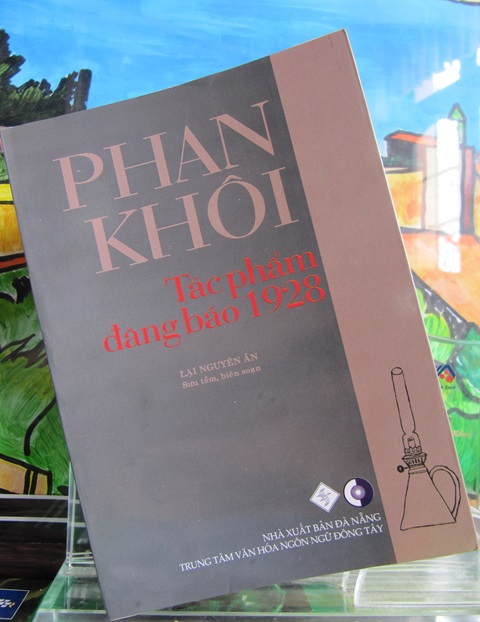 PHAN
KHÔI
Tác phẩm
đăng báo 1928
LẠI NGUYÊN ÂN
Sưu tầm, biên soạn
NHÀ XUẤT BẢN ĐÀ NẴNG
TRUNG TÂM VĂN HÓA NGÔN NGỮ ĐÔNG TÂY